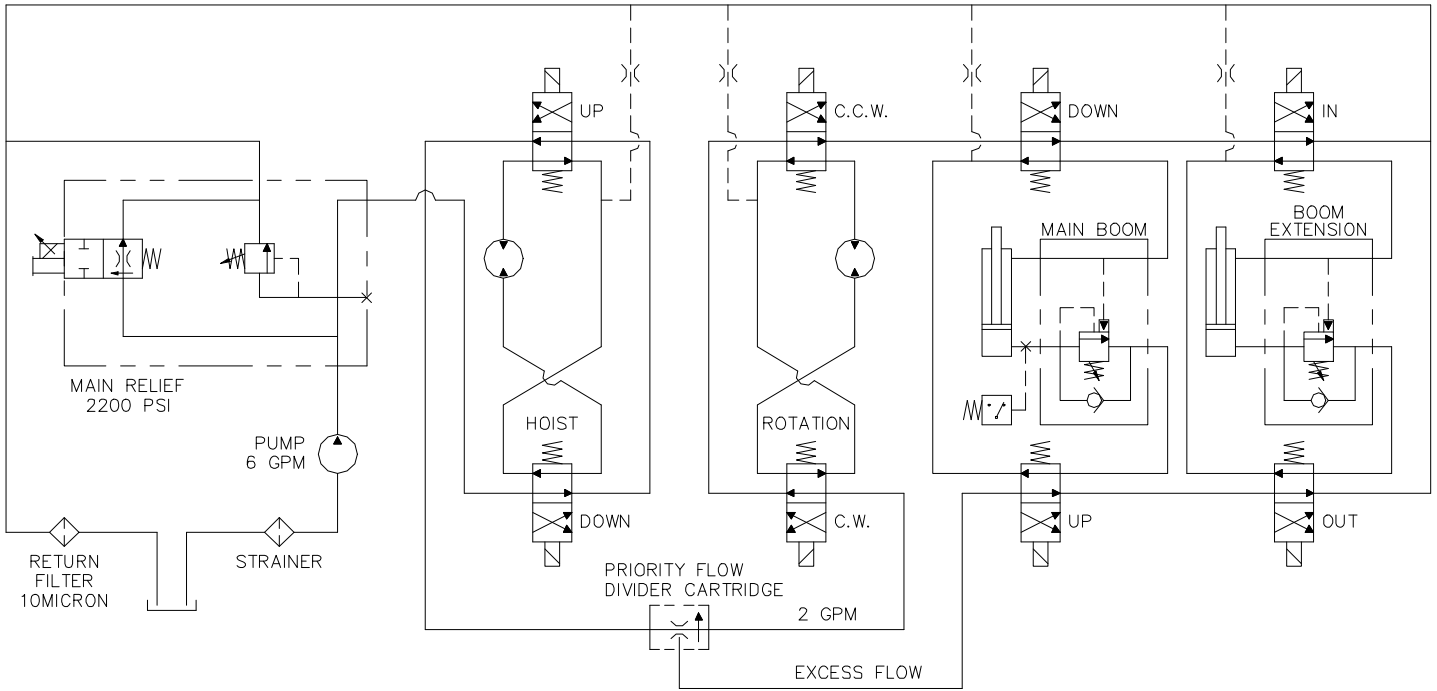 UP
C.C.W.
DOWN
IN
MAIN BOOM
BOOM
EXTENSION
MAIN RELIEF
2200 PSI
HOIST
ROTATION
PUMP
6 GPM
DOWN
C.W.
UP
OUT
RETURN
FILTER
10MICRON
STRAINER
PRIORITY FLOW
DIVIDER CARTRIDGE
2 GPM
EXCESS FLOW